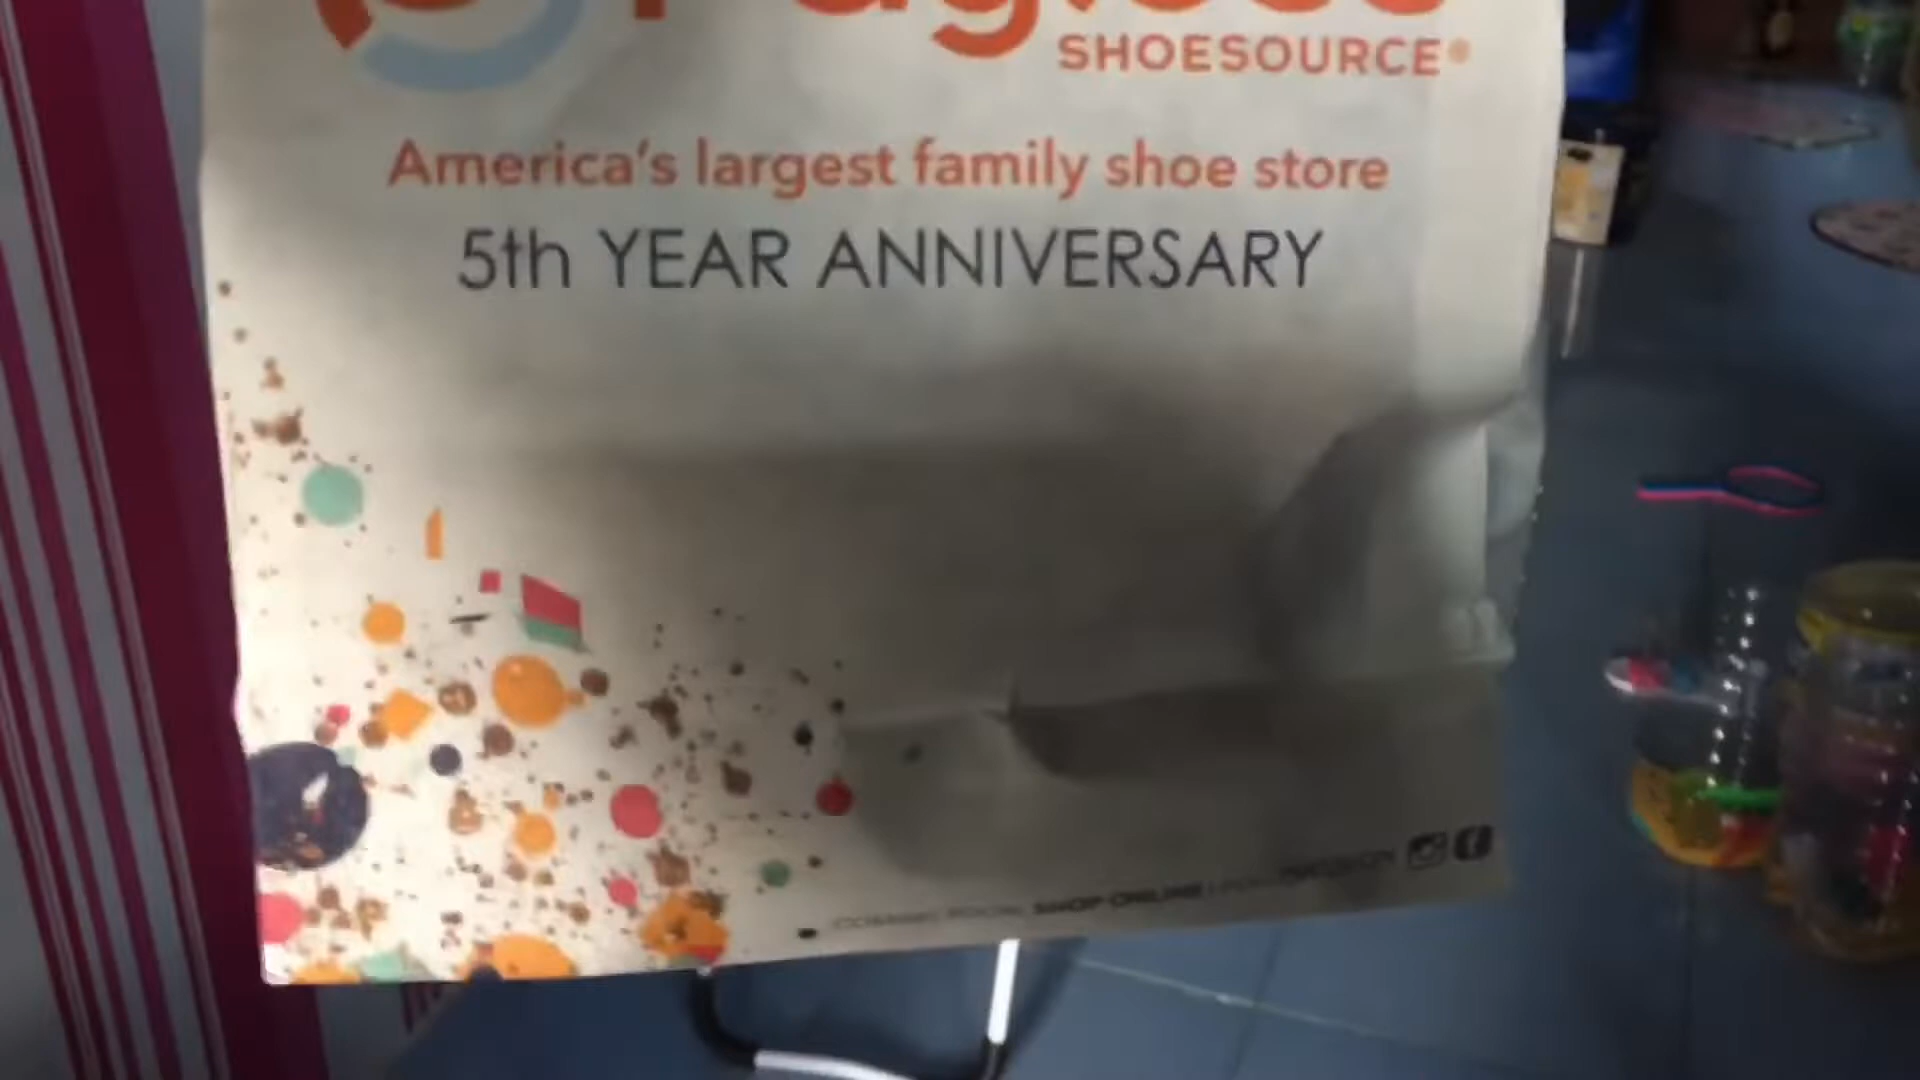 SHOESOURCE
America's largest family shoe store
5th YEAR ANNIVERSARY
SHOP ONLINE